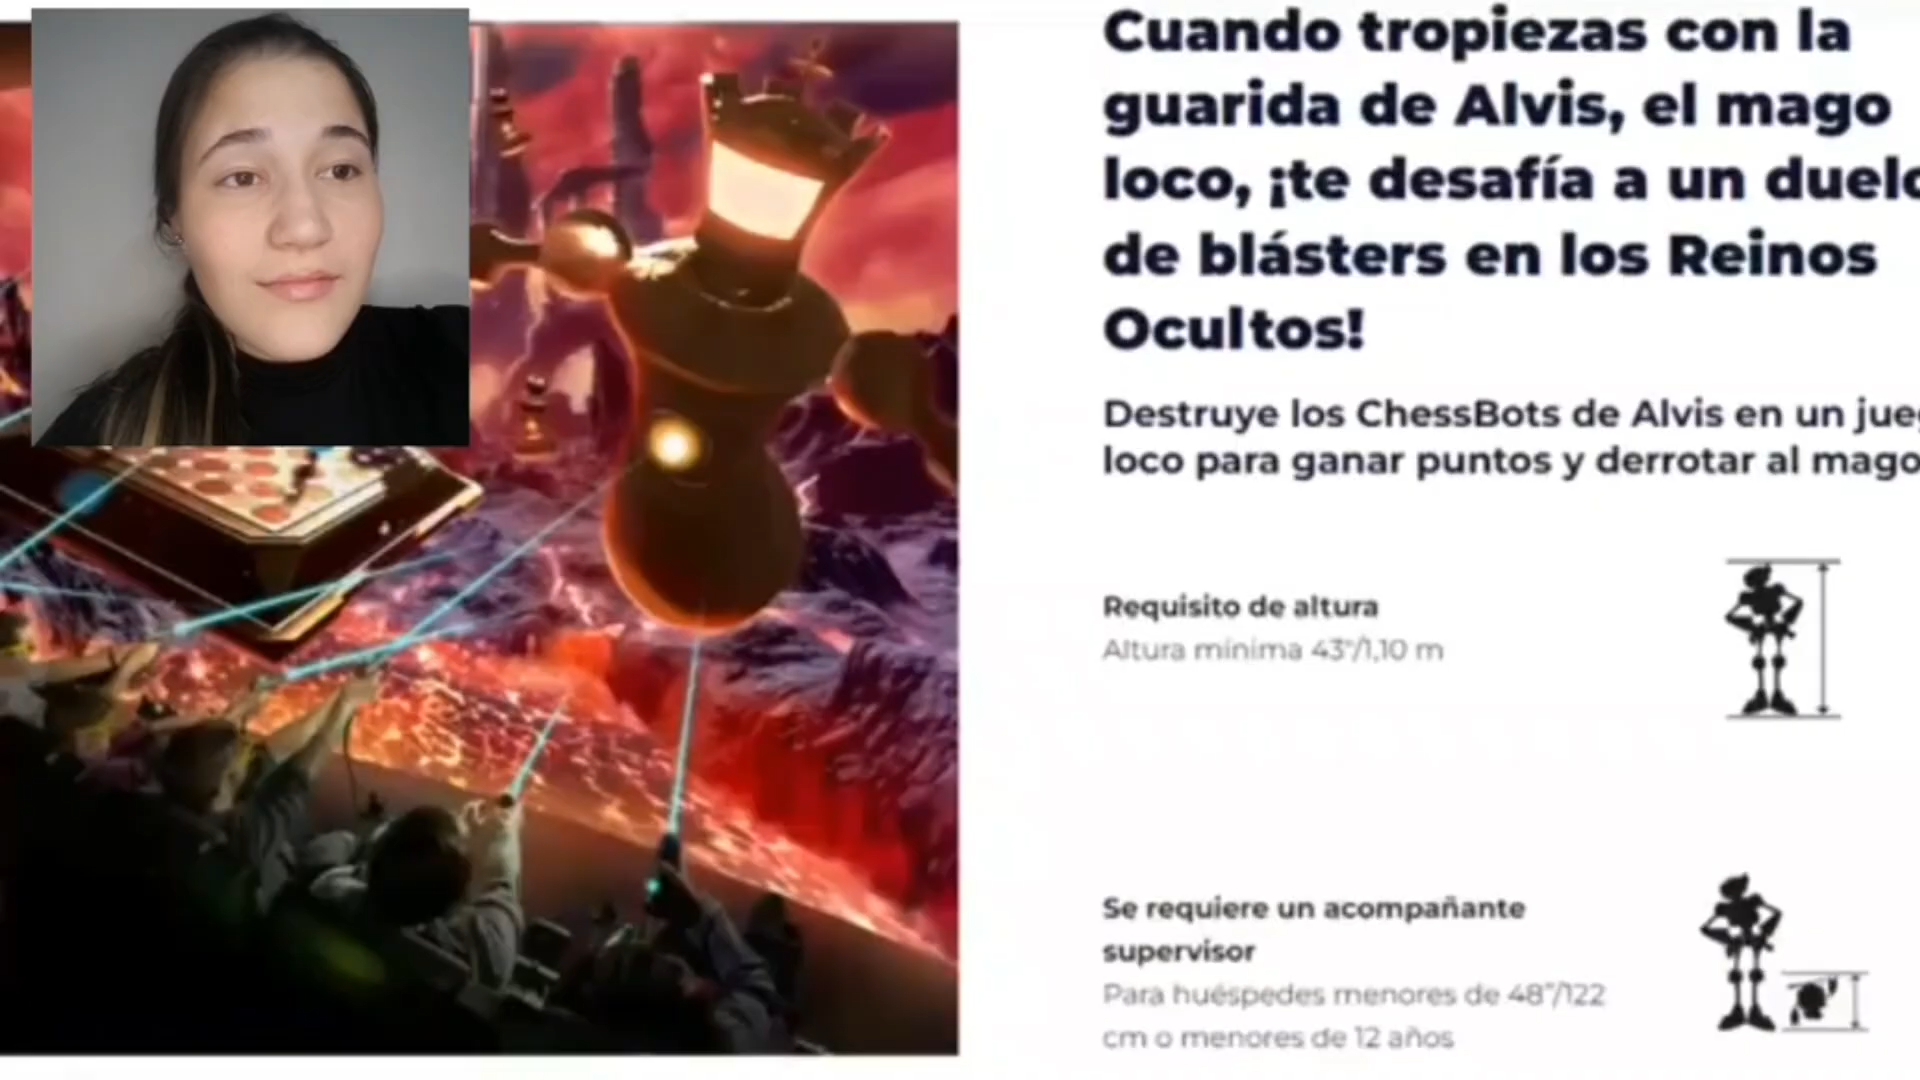 Cuando tropiezas con la
guarida de Alvis, el mago
loco, ¡te desafía a un duelo
de blásters en los Reinos
Ocultos!
Destruye los ChessBots de Alvis en un
loco para ganar puntos y derrotar al mago
Requisito de altura
Altura mínima 43"/1,10 m
Se requiere un acompañante
supervisor
Para huéspedes menores de 48"/122
cm o menores de 12 años